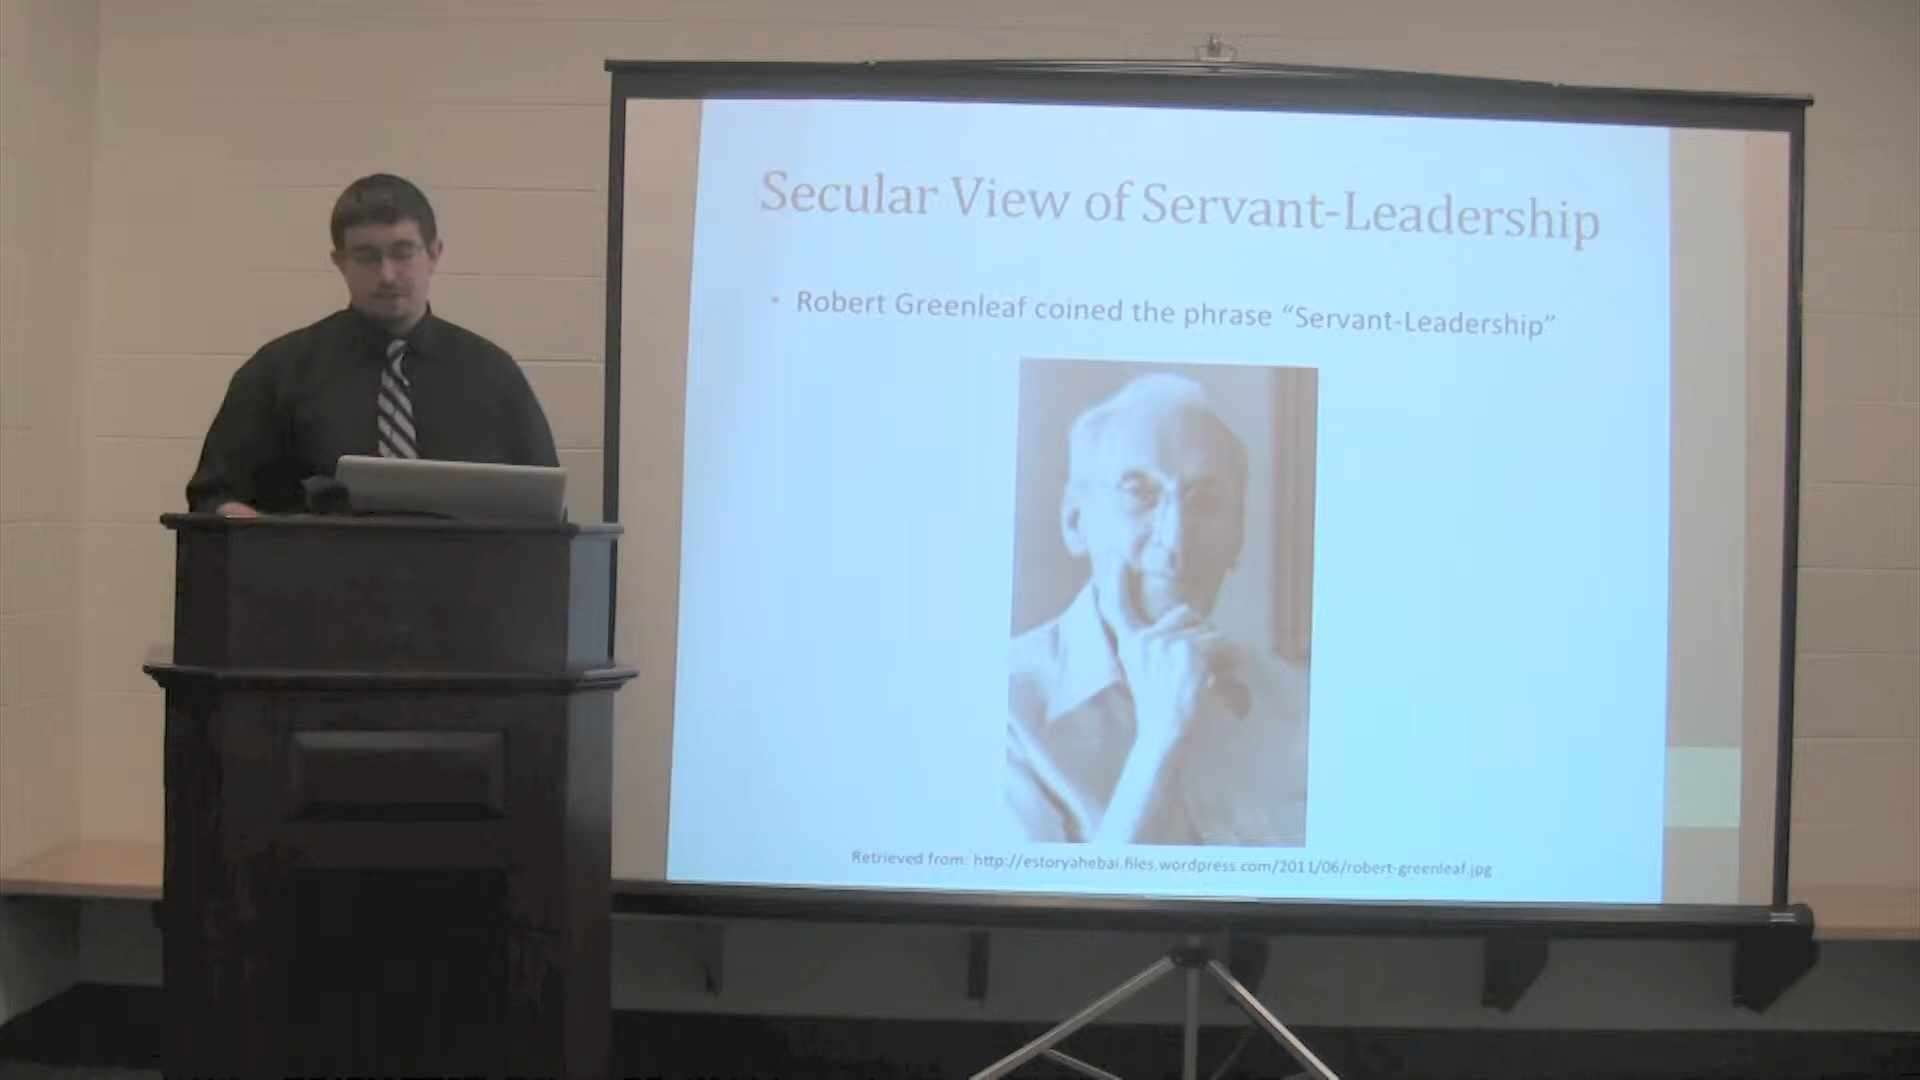 Secular View of Servant-Leadership
• Robert Greenleaf coined the phrase “Servant-Leadership”
Retrieved from: http://estoryahebai.files.wordpress.com/2011/06/robert-greenleaf.jpg